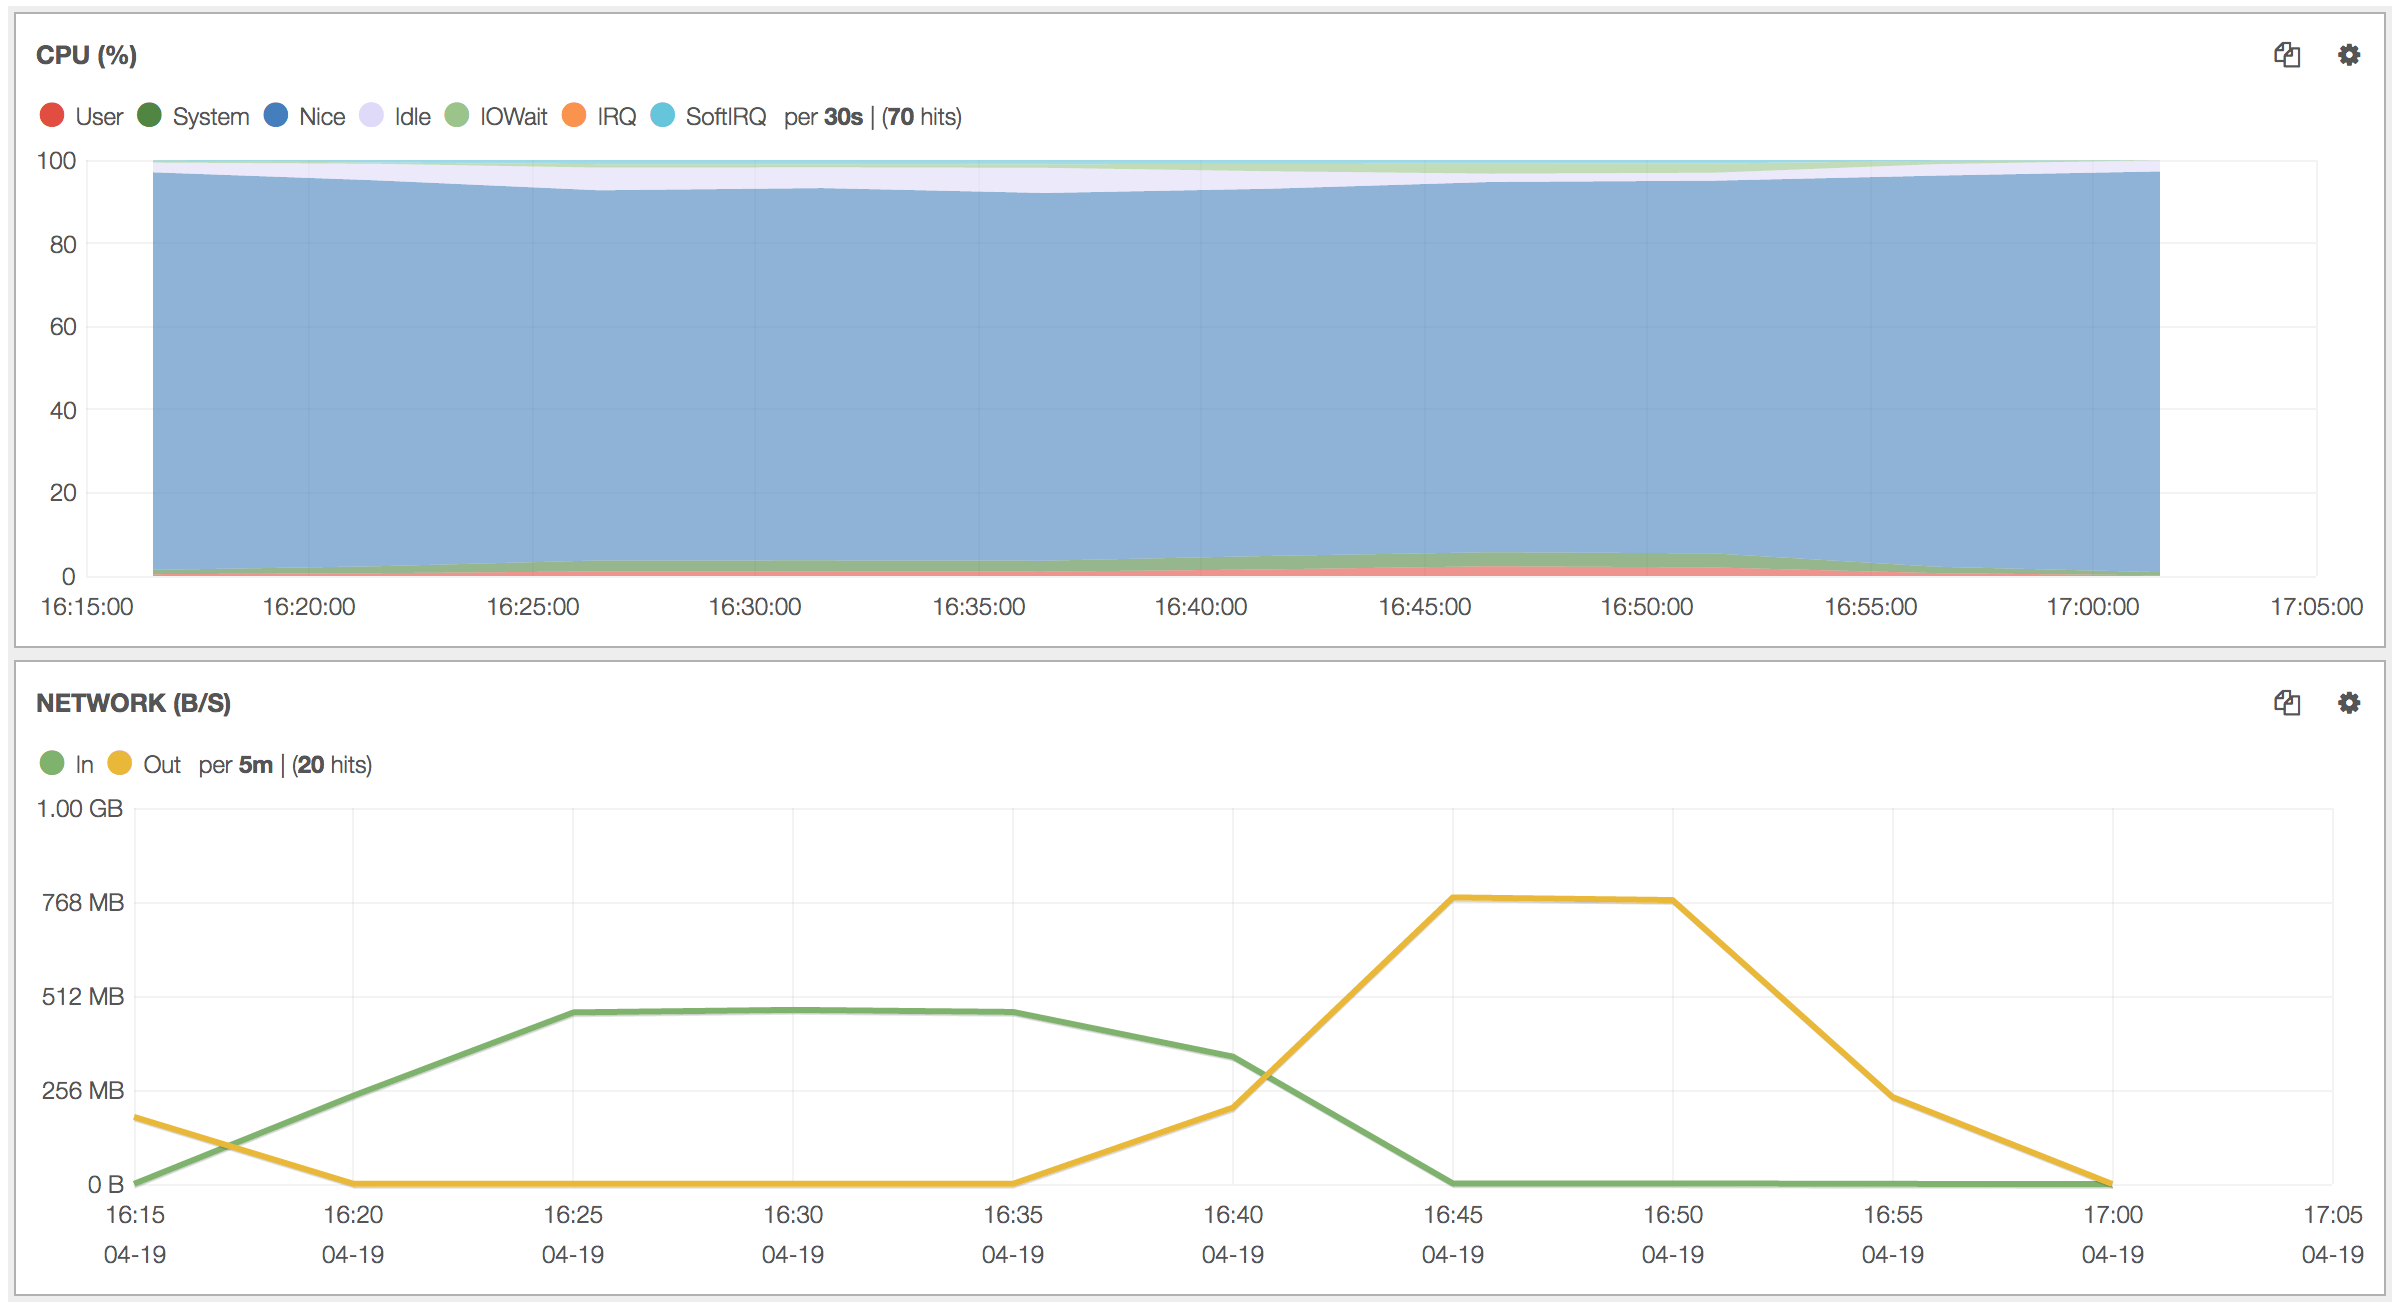 CPU (%)
User System Nice Idle IOWait IRQ SoftIRQ per 30s | (70 hits)
100
80
60
40
20
0
16:15:00 16:20:00 16:25:00 16:30:00 16:35:00 16:40:00 16:45:00 16:50:00 16:55:00 17:00:00 17:05:00
NETWORK (B/S)
In Out per 5m | (20 hits)
1.00 GB
768 MB
512 MB
256 MB
0 B
16:15 16:20 16:25 16:30 16:35 16:40 16:45 16:50 16:55 17:00 17:05
04-19 04-19 04-19 04-19 04-19 04-19 04-19 04-19 04-19 04-19 04-19